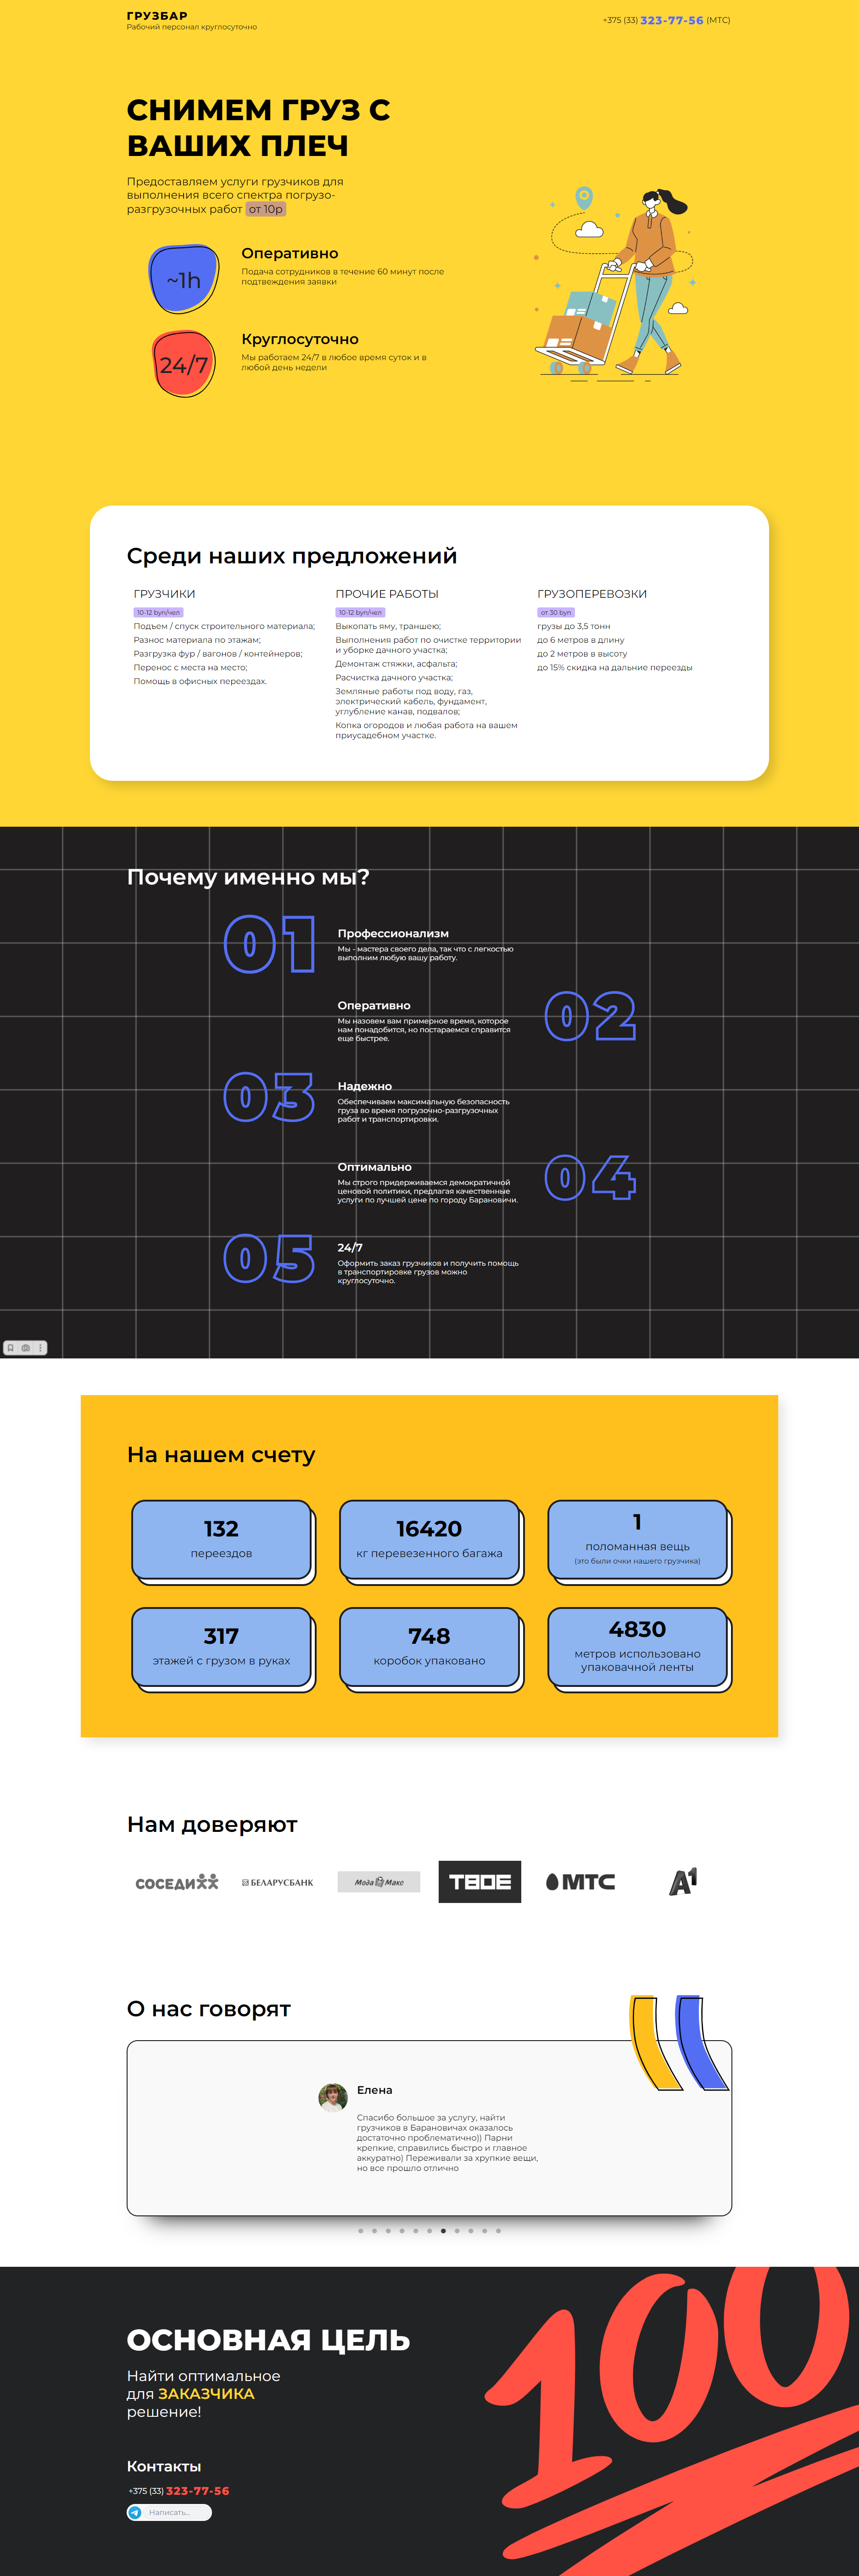 ГРУЗБАР
Рабочий персонал круглосуточно
+375 (33) 323-77-56 (МТС)
СНИМЕМ ГРУЗ С
ВАШИХ ПЛЕЧ
Предоставляем услуги грузчиков для
выполнения всего спектра погрузо-
разгрузочных работ от 10р
~1h
Оперативно
Подача сотрудников в течение 60 минут после
подтвеждения заявки
24/7
Круглосуточно
Мы работаем 24/7 в любое время суток и в
любой день недели
Среди наших предложений
ГРУЗЧИКИ
10-12 byn/чел
Подъем / спуск строительного материала;
Разнос материала по этажам;
Разгрузка фур / вагонов / контейнеров;
Перенос с места на место;
Помощь в офисных переездах.
ПРОЧИЕ РАБОТЫ
10-12 byn/чел
Выкопать яму, траншею;
Выполнения работ по очистке территории
и уборке дачного участка;
Демонтаж стяжки, асфальта;
Расчистка дачного участка;
Земляные работы под воду, газ,
электрический кабель, фундамент,
углубление канав, подвалов;
Копка огородов и любая работа на вашем
приусадебном участке.
ГРУЗОПЕРЕВОЗКИ
от 30 byn
грузы до 3,5 тонн
до 6 метров в длину
до 2 метров в высоту
до 15% скидка на дальние переезды
Почему именно мы?
01
Профессионализм
Мы - мастера своего дела, так что с легкостью
выполним любую вашу работу.
Оперативно
Мы назовем вам примерное время, которое
нам понадобится, но постараемся справится
еще быстрее.
02
03
Надежно
Обеспечиваем максимальную безопасность
груза во время погрузочно-разгрузочных
работ и транспортировки.
Оптимально
Мы строго придерживаемся демократичной
ценовой политики, предлагая качественные
услуги по лучшей цене по городу Барановичи.
04
05
24/7
Оформить заказ грузчиков и получить помощь
в транспортировке грузов можно
круглосуточно.
На нашем счету
132
переездов
16420
кг перевезенного багажа
1
поломанная вещь
(это были очки нашего грузчика)
317
этажей с грузом в руках
748
коробок упаковано
4830
метров использовано
упаковачной ленты
Нам доверяют
СОСЕДИ
БЕЛАРУСБАНК
Мода Макс
ТВОЕ
МТС
А1
О нас говорят
Елена
Спасибо большое за услугу, найти
грузчиков в Барановичах оказалось
достаточно проблематично)) Парни
крепкие, справились быстро и главное
аккуратно) Переживали за хрупкие вещи,
но все прошло отлично
ОСНОВНАЯ ЦЕЛЬ
Найти оптимальное
для ЗАКАЗЧИКА
решение!
100
Контакты
+375 (33) 323-77-56
Написать...